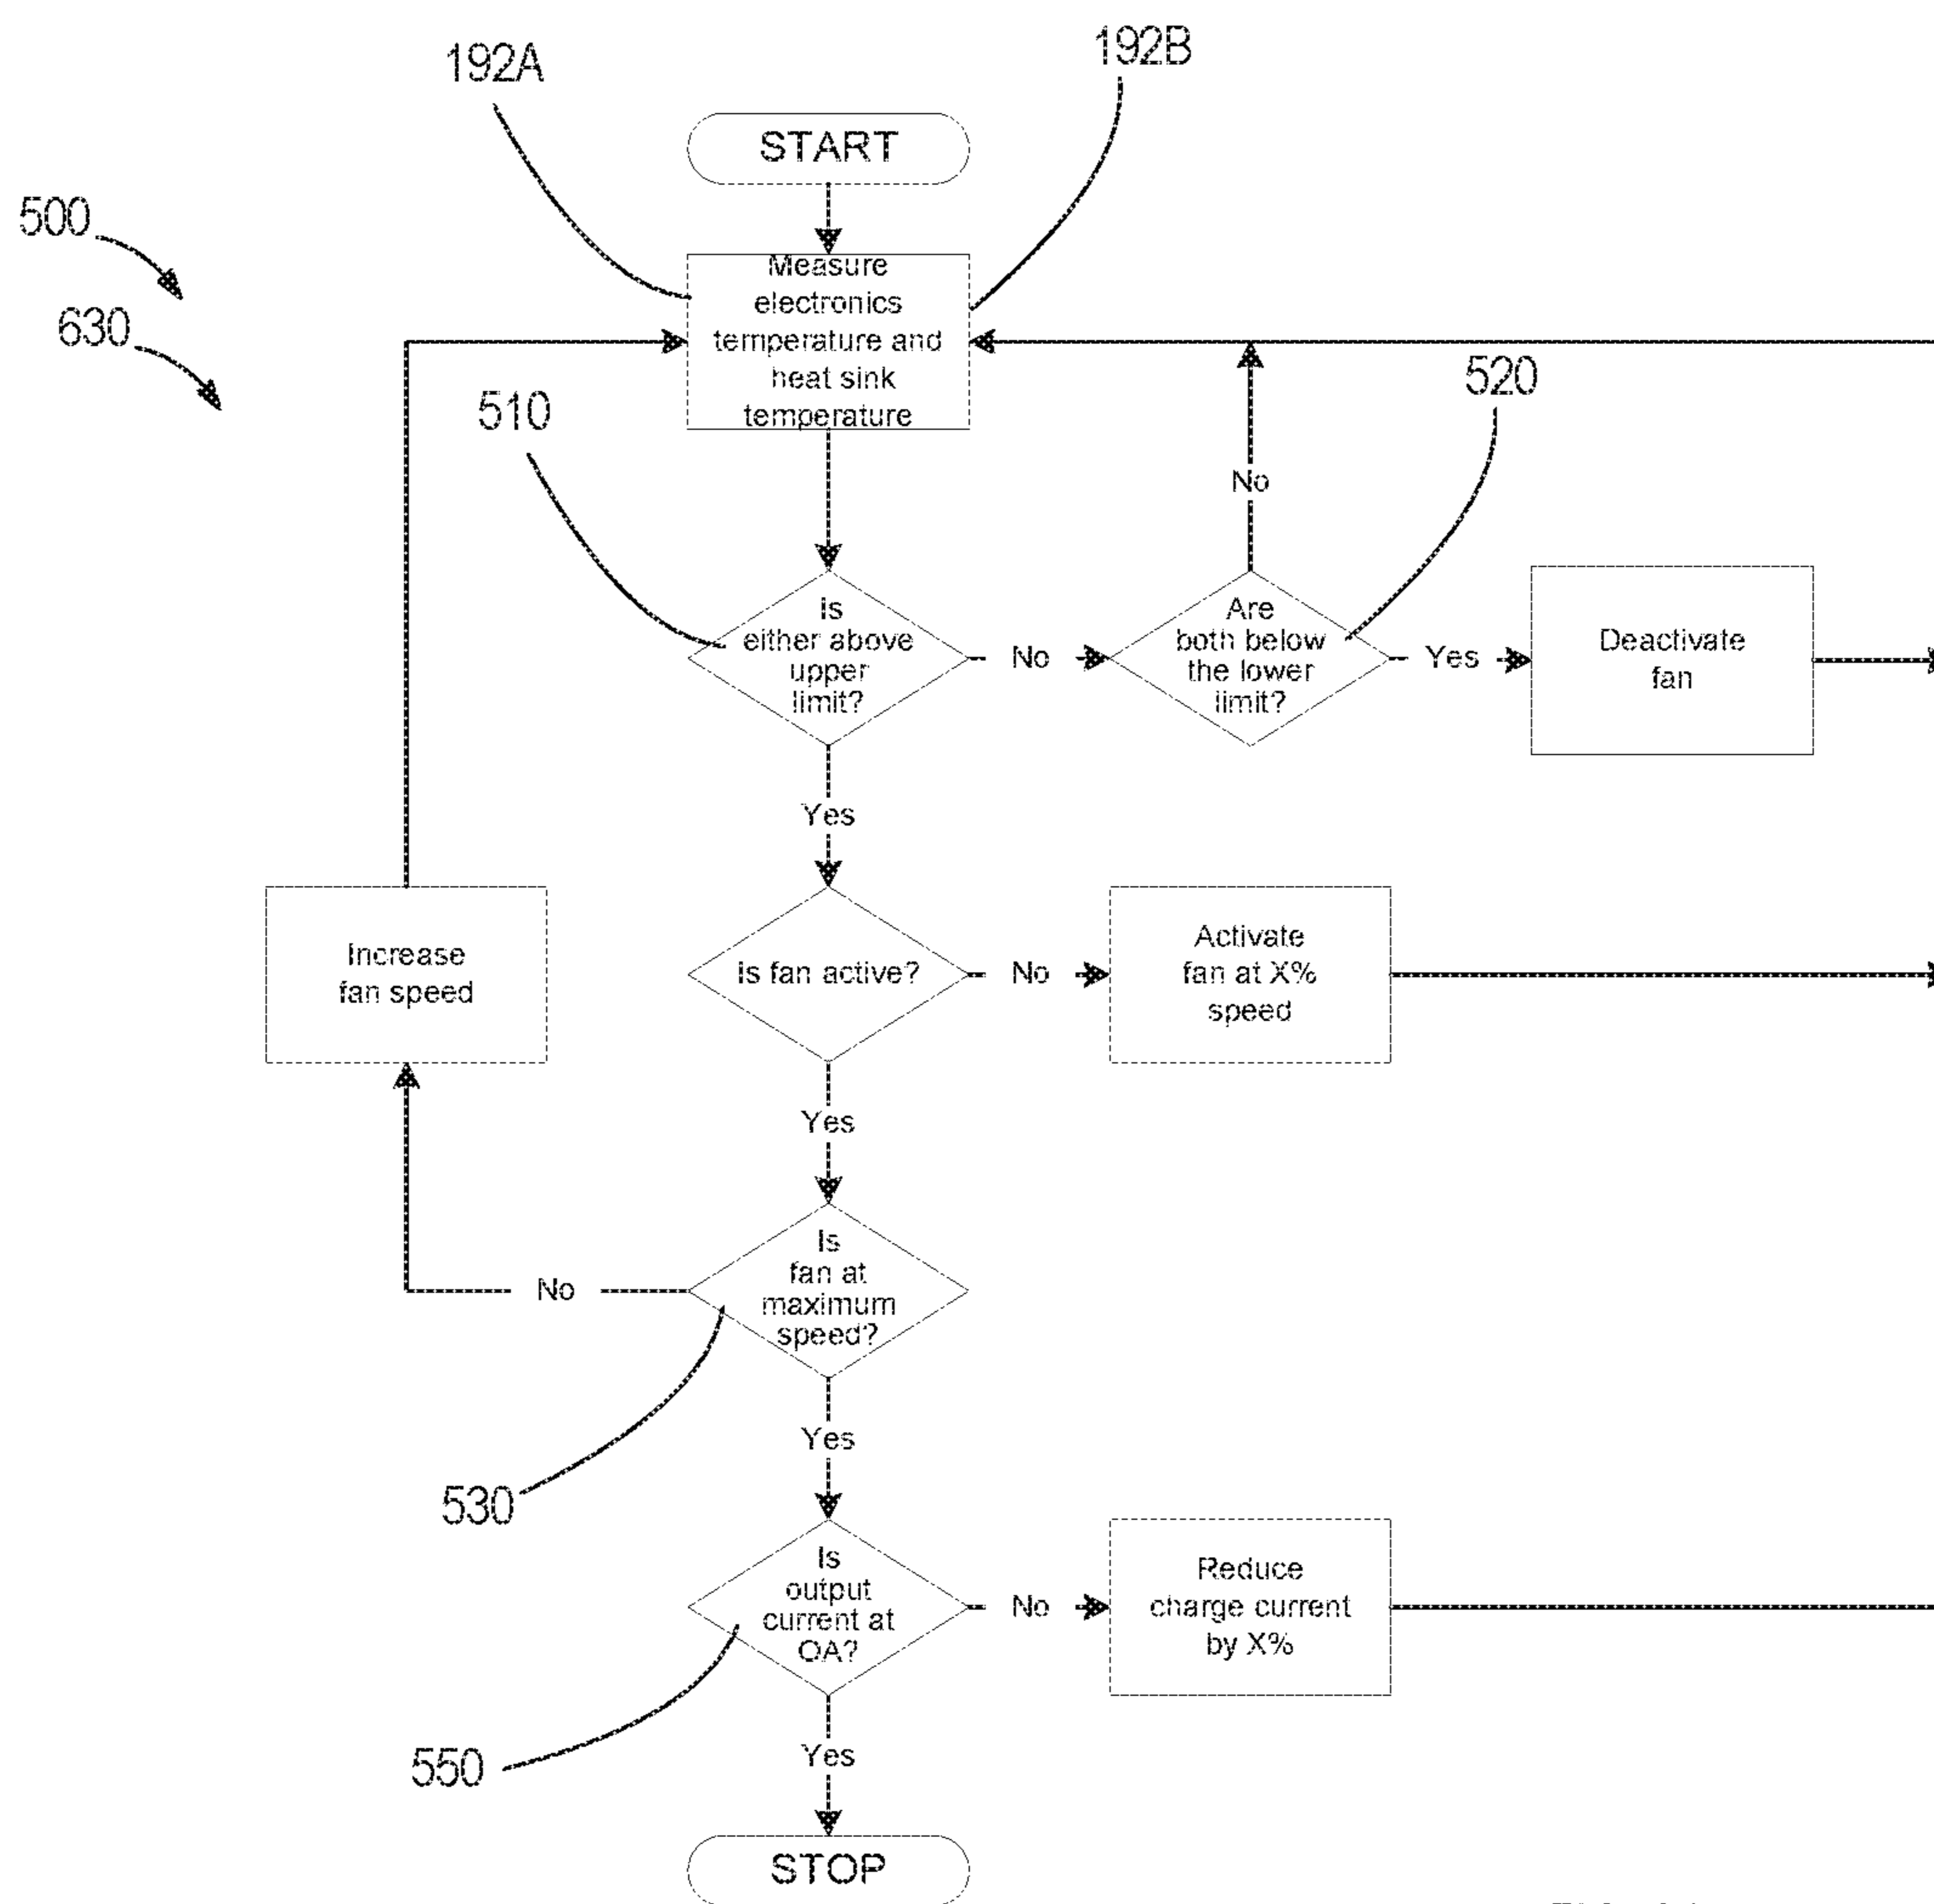 192A
192B
START
500
630
Measure
electronics
temperature and
heat sink
temperature
510
520
No
is
either above
upper
limit?
No
Are
both below
the lower
limit?
Yes
Deactivate
fan
Yes
Increase
fan speed
is fan active?
No
Activate
fan at X%
speed
Yes
Is
fan at
maximum
speed?
No
530
Yes
Is
output
current at
OA?
No
Reduce
charge current
by X%
550
Yes
STOP